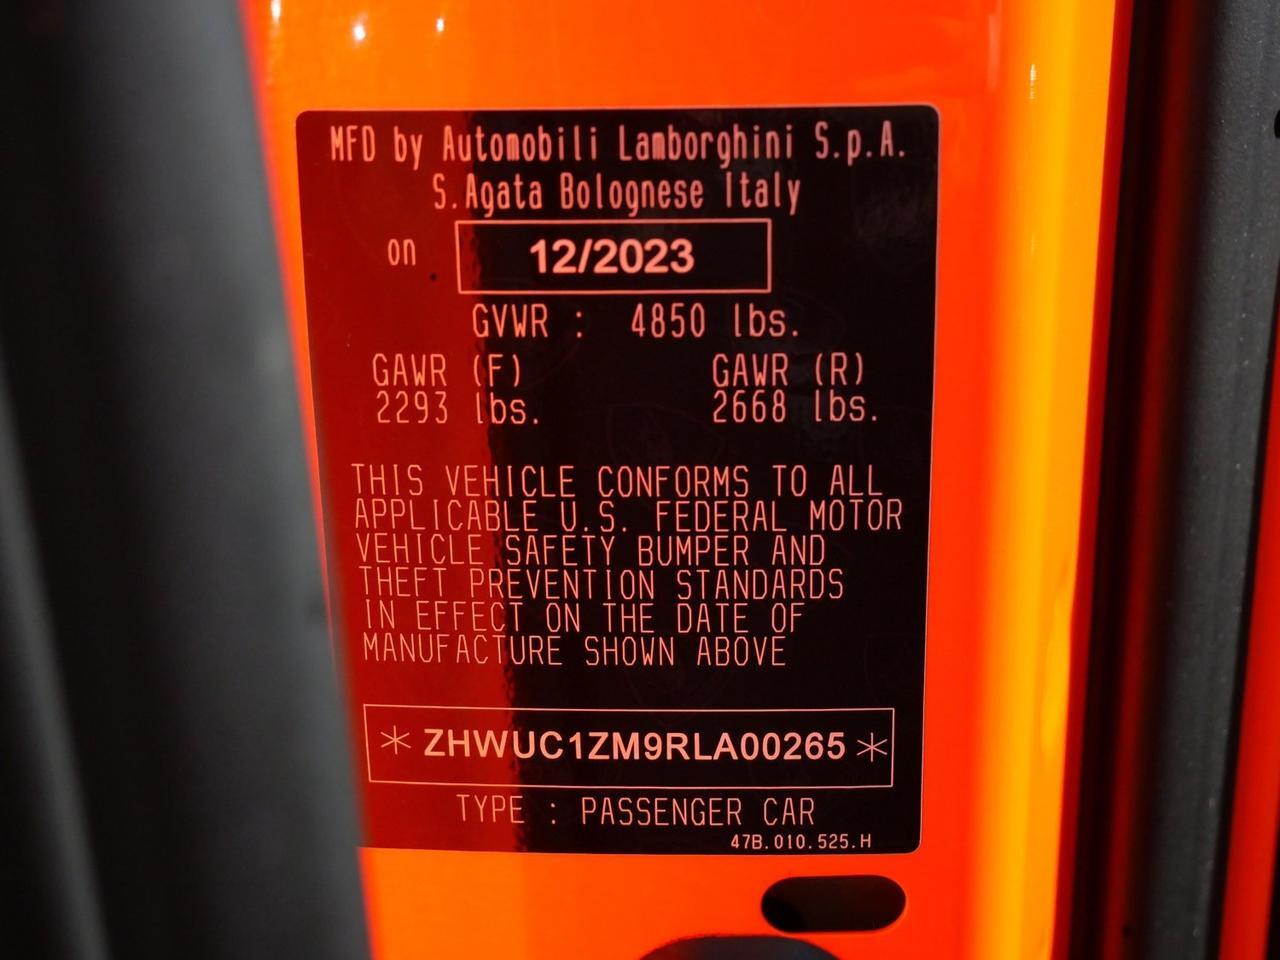 MFD by Automobili Lamborghini S.p.A.
S.Agata Bolognese Italy
on 12/2023
GVWR : 4850 lbs.
GAWR (F) GAWR (R)
2293 lbs. 2668 lbs.
THIS VEHICLE CONFORMS TO ALL
APPLICABLE U.S. FEDERAL MOTOR
VEHICLE SAFETY BUMPER AND
THEFT PREVENTION STANDARDS
IN EFFECT ON THE DATE OF
MANUFACTURE SHOWN ABOVE
* ZHWUC1ZM9RLA00265 *
TYPE : PASSENGER CAR
47B.010.525.H